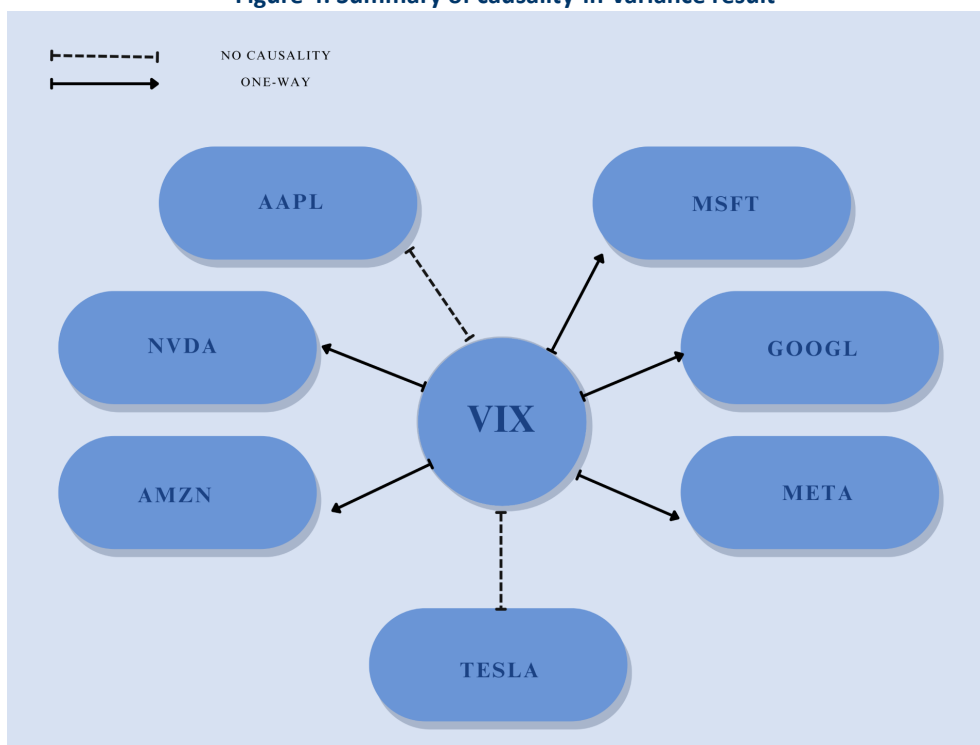 Figure 4. Summary of causality-in-variance result
NO CAUSALITY
ONE-WAY
AAPL
MSFT
NVDA
GOOGL
VIX
AMZN
META
TESLA